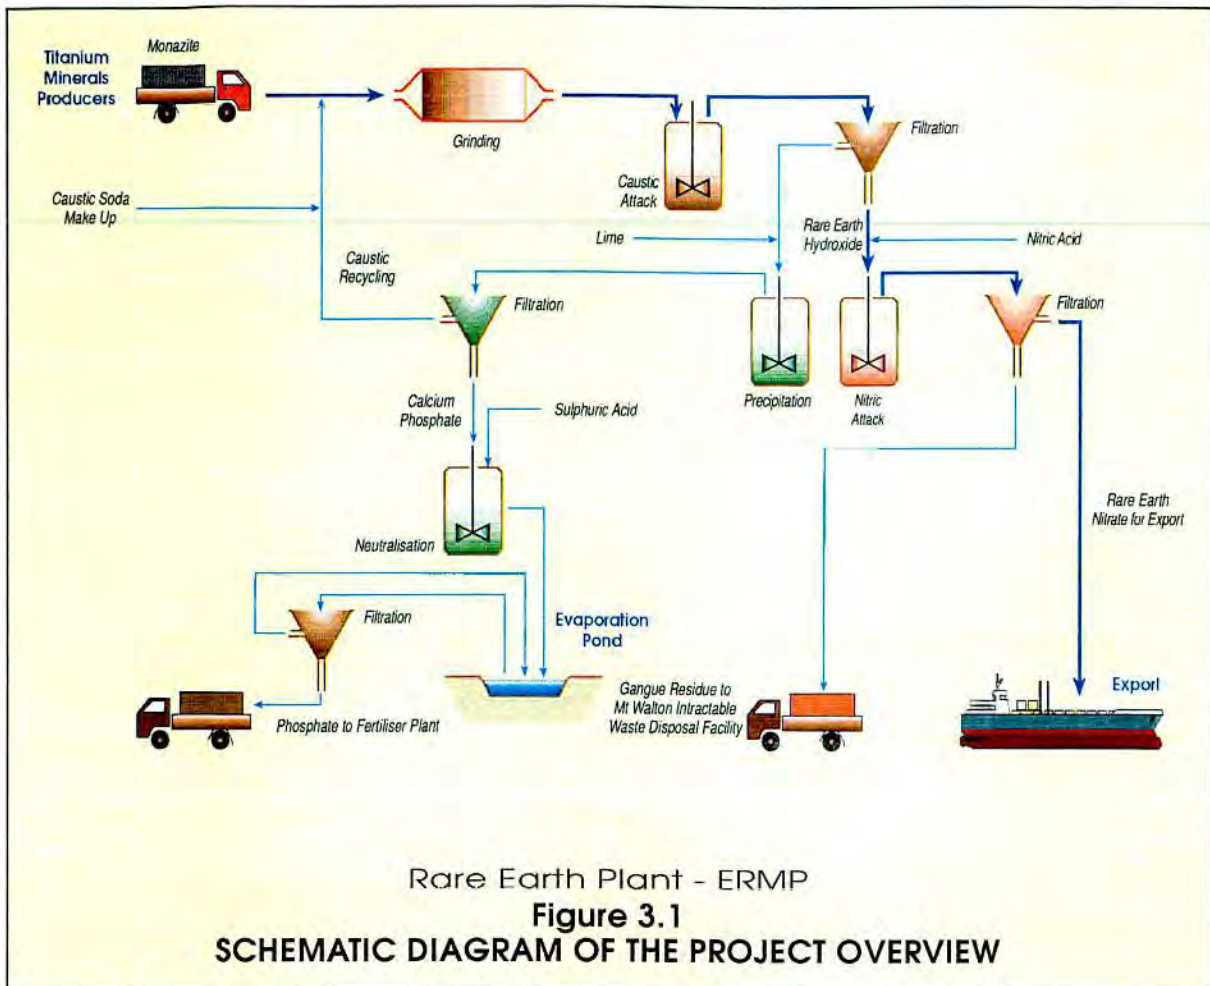 Titanium
Minerals
Producers
Monazite
Grinding
Caustic
Attack
Filtration
Caustic Soda
Make Up
Lime
Rare Earth
Hydroxide
Nitric Acid
Caustic
Recycling
Filtration
Filtration
Precipitation
Nitric
Attack
Calcium
Phosphate
Sulphuric Acid
Neutralisation
Rare Earth
Nitrate for Export
Filtration
Evaporation
Pond
Phosphate to Fertiliser Plant
Gangue Residue to
Mt Walton Intractable
Waste Disposal Facility
Export
Rare Earth Plant - ERMP
Figure 3.1
SCHEMATIC DIAGRAM OF THE PROJECT OVERVIEW